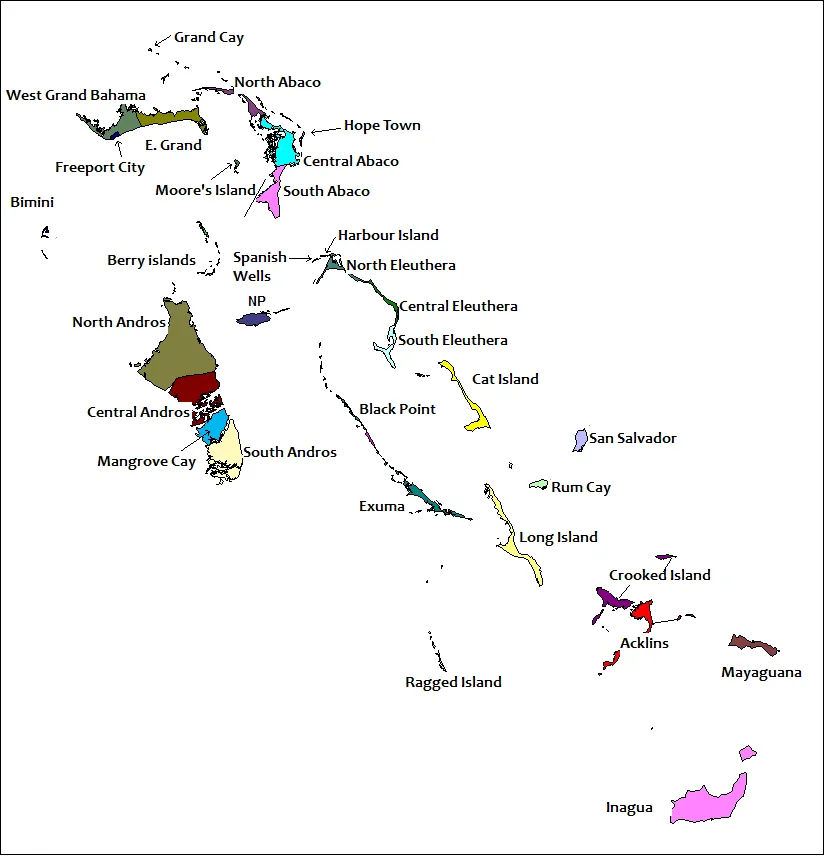 Grand Cay
North Abaco
West Grand Bahama
Hope Town
E. Grand
Central Abaco
Freeport City
Moore's Island
South Abaco
Bimini
Harbour Island
Berry islands
Spanish
Wells
North Eleuthera
NP
Central Eleuthera
North Andros
South Eleuthera
Cat Island
Black Point
Central Andros
San Salvador
South Andros
Mangrove Cay
Rum Cay
Exuma
Long Island
Crooked Island
Acklins
Mayaguana
Ragged Island
Inagua